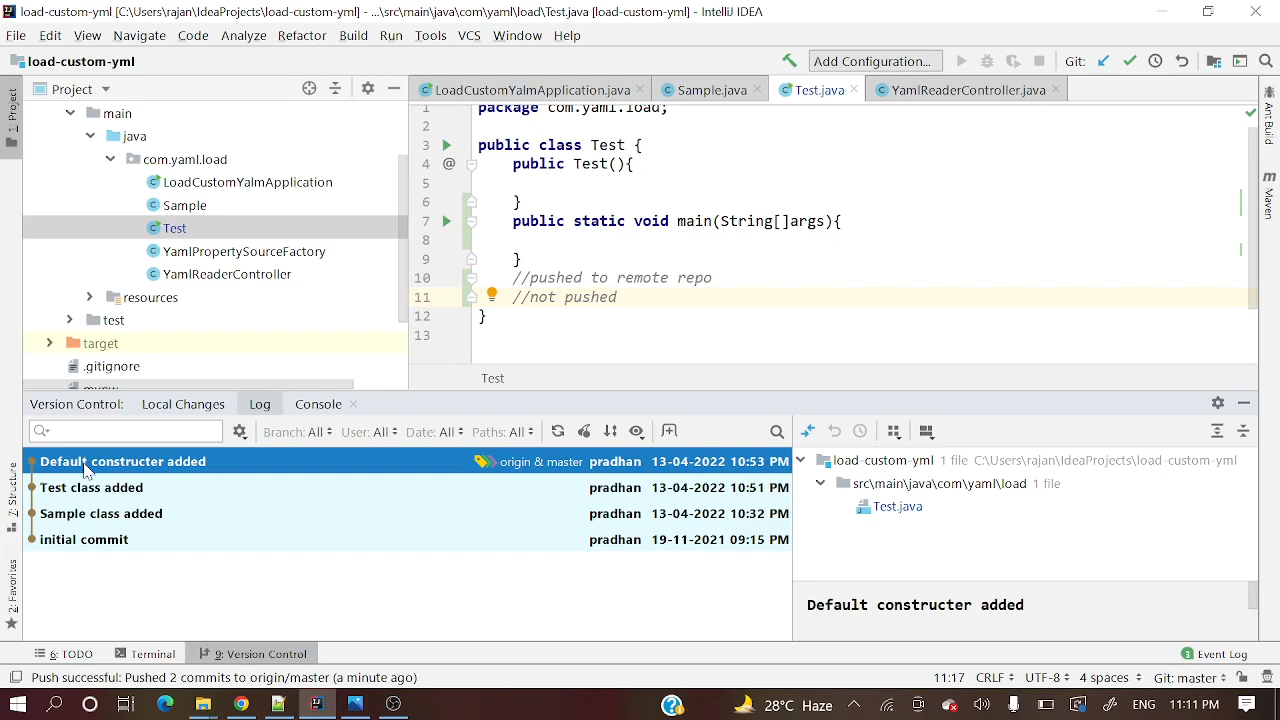 load-custom-yml [C:\Users\rajan\IdeaProjects\load-custom-yml] - ...\src\main\java\com\yaml\load\Test.java [load-custom-yml] - IntelliJ IDEA
File Edit View Navigate Code Analyze Refactor Build Run Tools VCS Window Help
load-custom-yml
Add Configuration...
Git:
Project
LoadCustomYalmApplication.java
Sample.java
Test.java
YamlReaderController.java
1: Project
main
java
com.yaml.load
LoadCustomYalmApplication
Sample
Test
YamlPropertySourceFactory
YamlReaderController
resources
test
target
.gitignore
mvnw
1 package com.yaml.load;
2
3 public class Test {
4 @ public Test(){
5
6 }
7 public static void main(String[]args){
8
9 }
10 //pushed to remote repo
11 //not pushed
12 }
13
Test
Ant Build
Maven
Version Control: Local Changes Log Console
Branch: All User: All Date: All Paths: All
Default constructer added origin & master pradhan 13-04-2022 10:53 PM
Test class added pradhan 13-04-2022 10:51 PM
Sample class added pradhan 13-04-2022 10:32 PM
initial commit pradhan 19-11-2021 09:15 PM
load-custom-yml 1 file C:\Users\rajan\IdeaProjects\load-custom-yml
src\main\java\com\yaml\load 1 file
Test.java
Default constructer added
Z: Structure
2: Favorites
6: TODO Terminal 9: Version Control
3 Event Log
Push successful: Pushed 2 commits to origin/master (a minute ago)
11:17 CRLF UTF-8 4 spaces Git: master
28°C Haze
ENG 11:11 PM